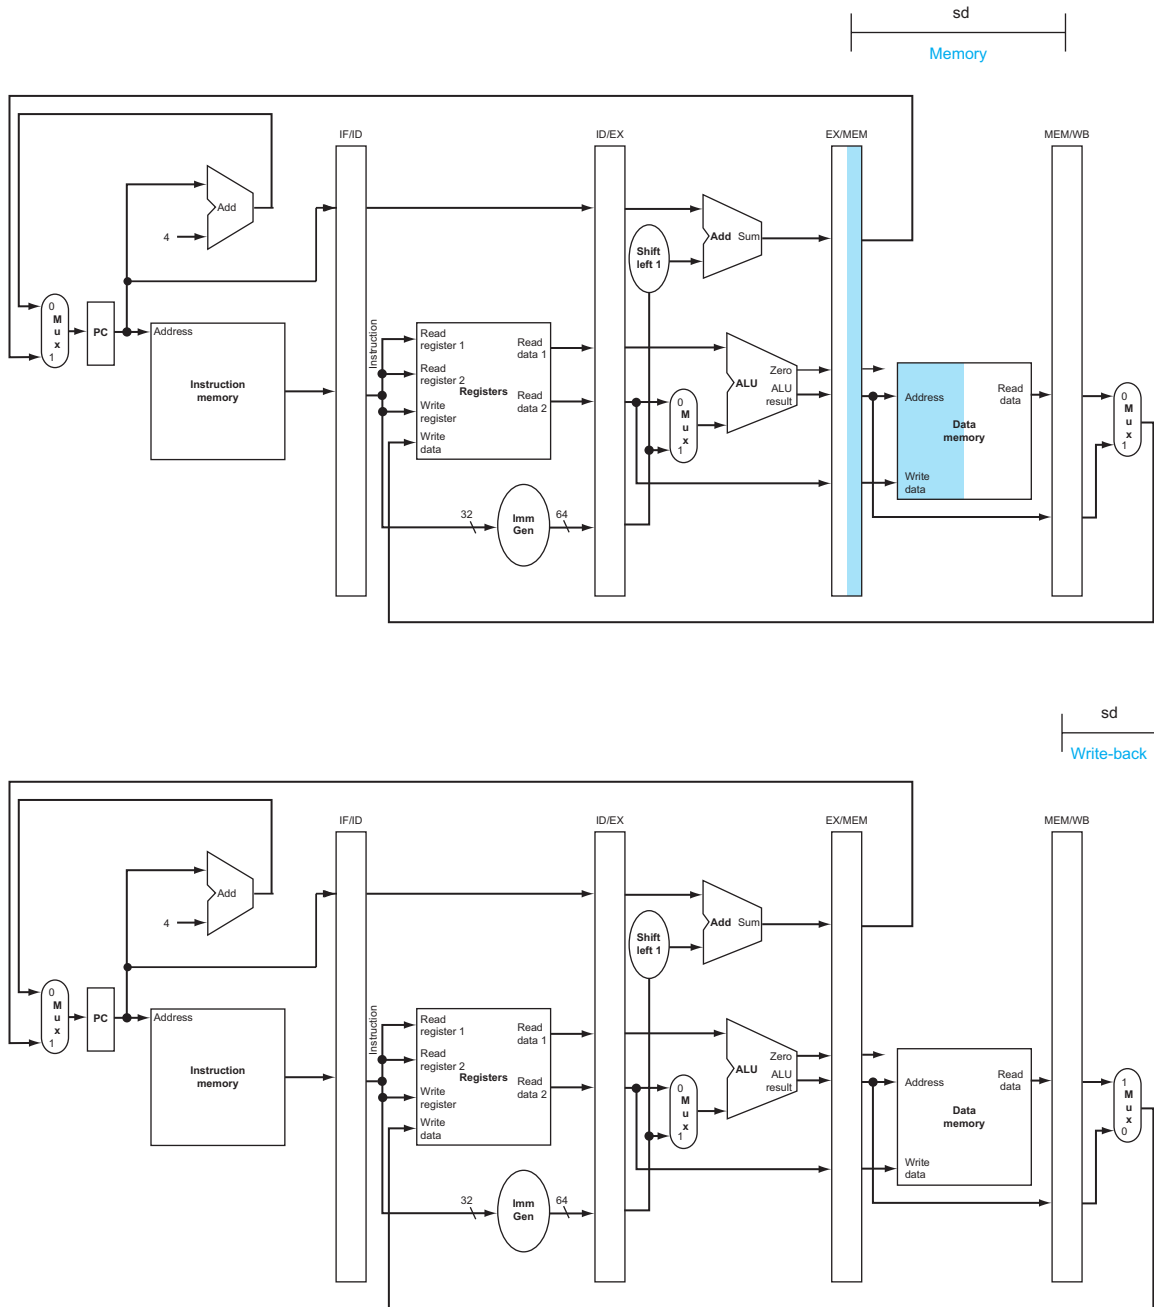 sd
Memory
IF/ID
ID/EX
EX/MEM
MEM/WB
Add
4
Add Sum
Shift
left 1
0
M
u
x
1
PC
Address
Instruction
memory
Instruction
Read
register 1
Read
register 2
Write
register
Write
data
Registers
Read
data 1
Read
data 2
0
M
u
x
1
Zero
ALU
ALU
result
Address
Read
data
Data
memory
Write
data
0
M
u
x
1
32
Imm
Gen
64
sd
Write-back
IF/ID
ID/EX
EX/MEM
MEM/WB
Add
4
Add Sum
Shift
left 1
0
M
u
x
1
PC
Address
Instruction
memory
Instruction
Read
register 1
Read
register 2
Write
register
Write
data
Registers
Read
data 1
Read
data 2
0
M
u
x
1
Zero
ALU
ALU
result
Address
Read
data
Data
memory
Write
data
1
M
u
x
0
32
Imm
Gen
64